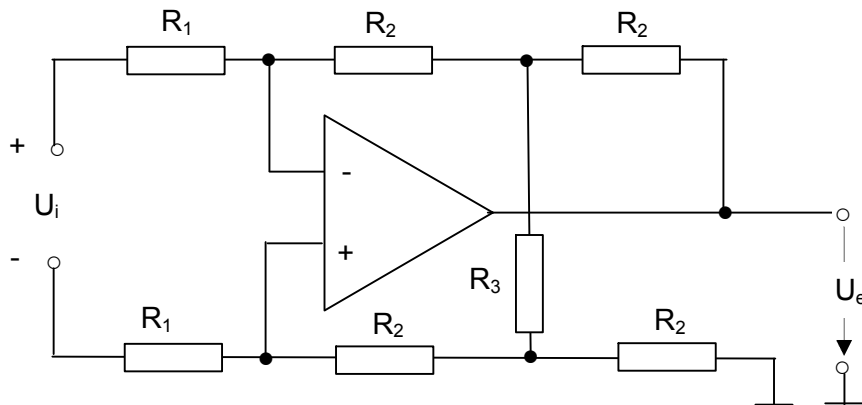 R₁ R₂ R₂
+
-
Uᵢ
-
+
R₃
Uₑ
R₁ R₂ R₂